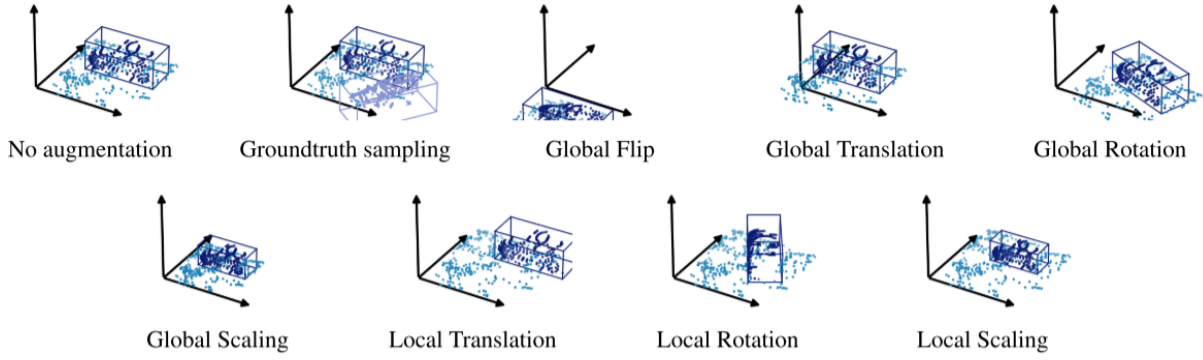 No augmentation
Groundtruth sampling
Global Flip
Global Translation
Global Rotation
Global Scaling
Local Translation
Local Rotation
Local Scaling